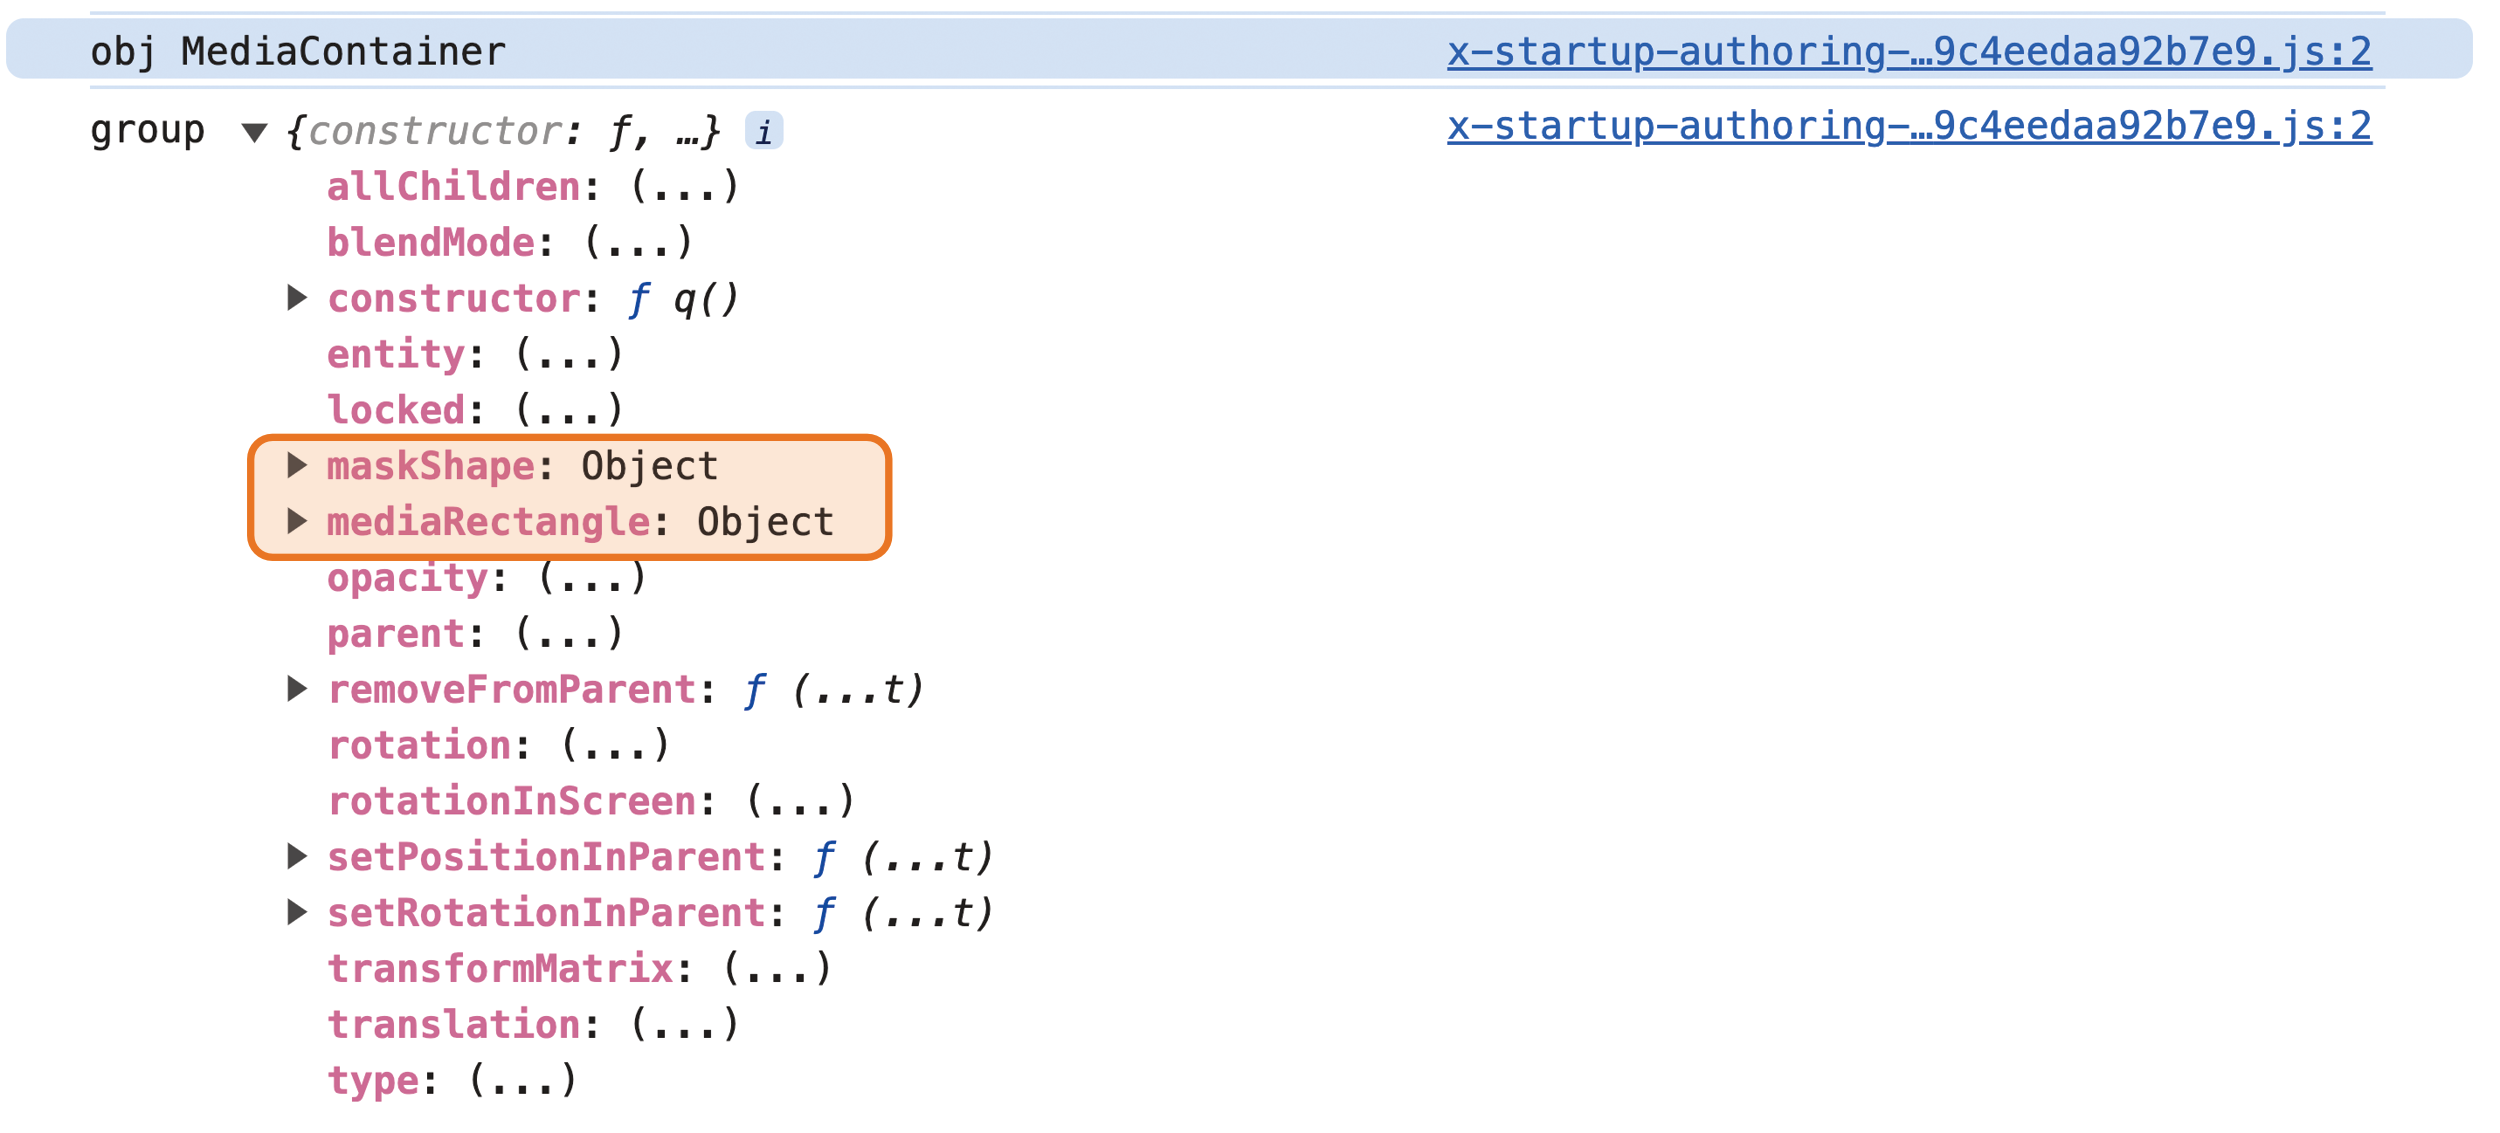 obj MediaContainer x-startup-authoring-…9c4eedaa92b7e9.js:2
group ▼ {constructor: ƒ, …} i x-startup-authoring-…9c4eedaa92b7e9.js:2
allChildren: (...)
blendMode: (...)
▶ constructor: ƒ q()
entity: (...)
locked: (...)
▶ maskShape: Object
▶ mediaRectangle: Object
opacity: (...)
parent: (...)
▶ removeFromParent: ƒ (...t)
rotation: (...)
rotationInScreen: (...)
▶ setPositionInParent: ƒ (...t)
▶ setRotationInParent: ƒ (...t)
transformMatrix: (...)
translation: (...)
type: (...)